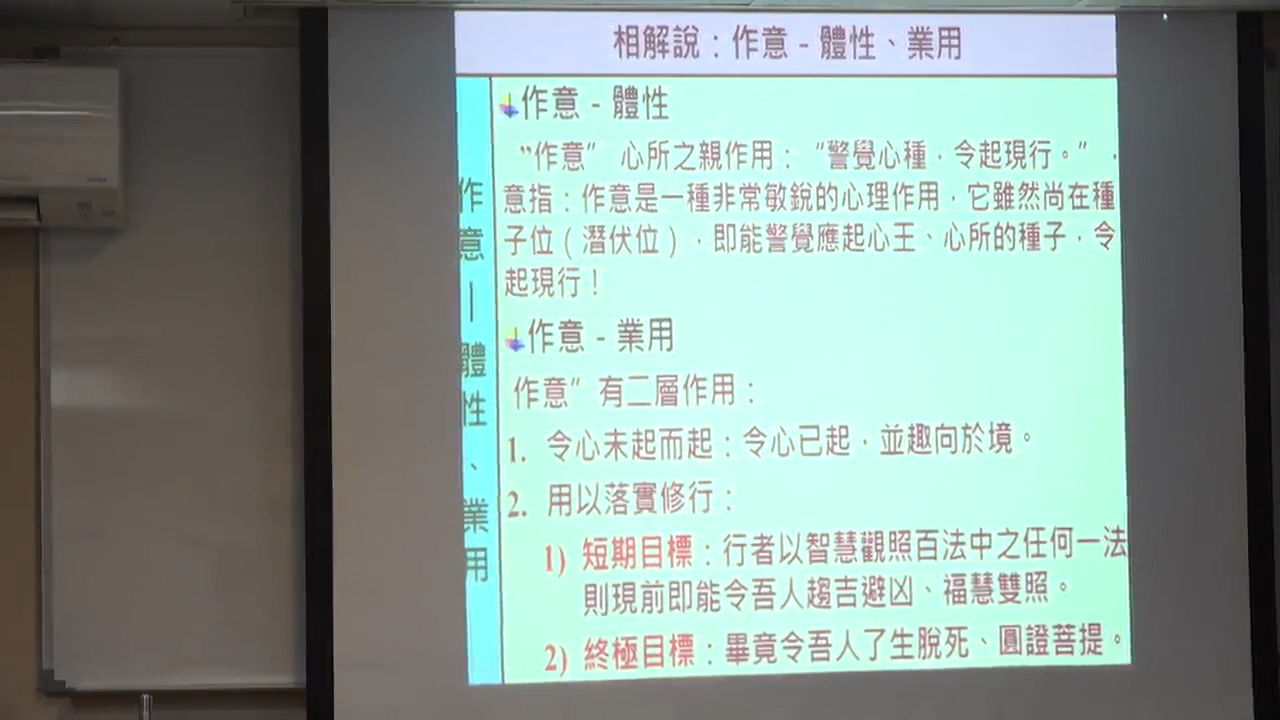 相解說：作意－體性、業用
作意－體性、業用
作意－體性
”作意” 心所之親作用：“警覺心種，令起現行。”，
意指：作意是一種非常敏銳的心理作用，它雖然尚在種
子位（潛伏位），即能警覺應起心王、心所的種子，令
起現行！
作意－業用
作意” 有二層作用：
1. 令心未起而起：令心已起，並趣向於境。
2. 用以落實修行：
1) 短期目標：行者以智慧觀照百法中之任何一法
則現前即能令吾人趨吉避凶、福慧雙照。
2) 終極目標：畢竟令吾人了生脫死、圓證菩提。